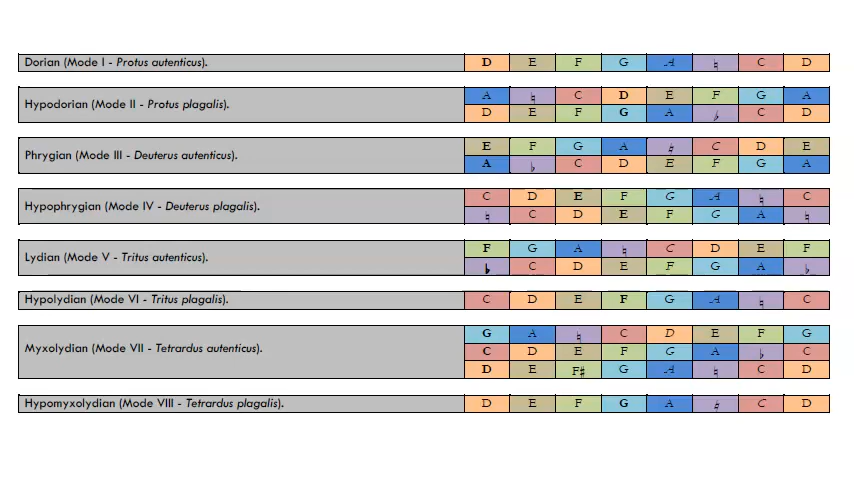 Dorian (Mode I - Protus autenticus). D E F G A ♮ C D
Hypodorian (Mode II - Protus plagalis).
A ♮ C D E F G A
D E F G A ♭ C D
Phrygian (Mode III - Deuterus autenticus).
E F G A ♮ C D E
A ♭ C D E F G A
Hypophrygian (Mode IV - Deuterus plagalis).
C D E F G A ♮ C
♮ C D E F G A ♮
Lydian (Mode V - Tritus autenticus).
F G A ♮ C D E F
♭ C D E F G A ♭
Hypolydian (Mode VI - Tritus plagalis). C D E F G A ♮ C
Myxolydian (Mode VII - Tetrardus autenticus).
G A ♮ C D E F G
C D E F G A ♭ C
D E F♯ G A ♮ C D
Hypomyxolydian (Mode VIII - Tetrardus plagalis). D E F G A ♮ C D